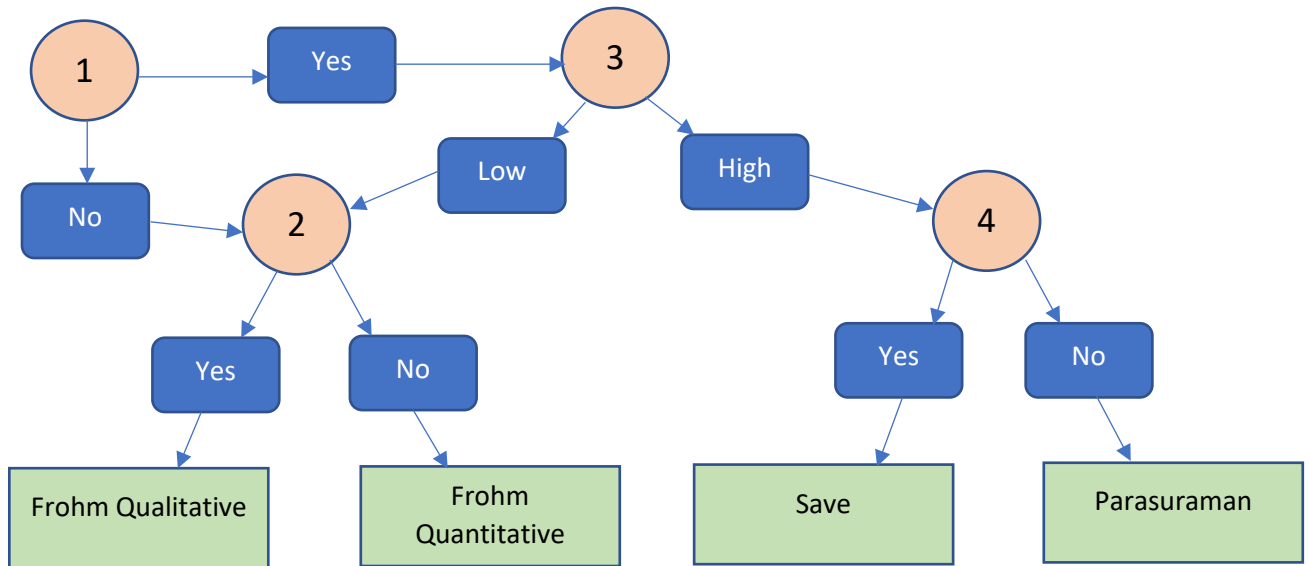 1
Yes
3
Low
High
No
2
4
Yes
No
Yes
No
Frohm Qualitative
Frohm
Quantitative
Save
Parasuraman